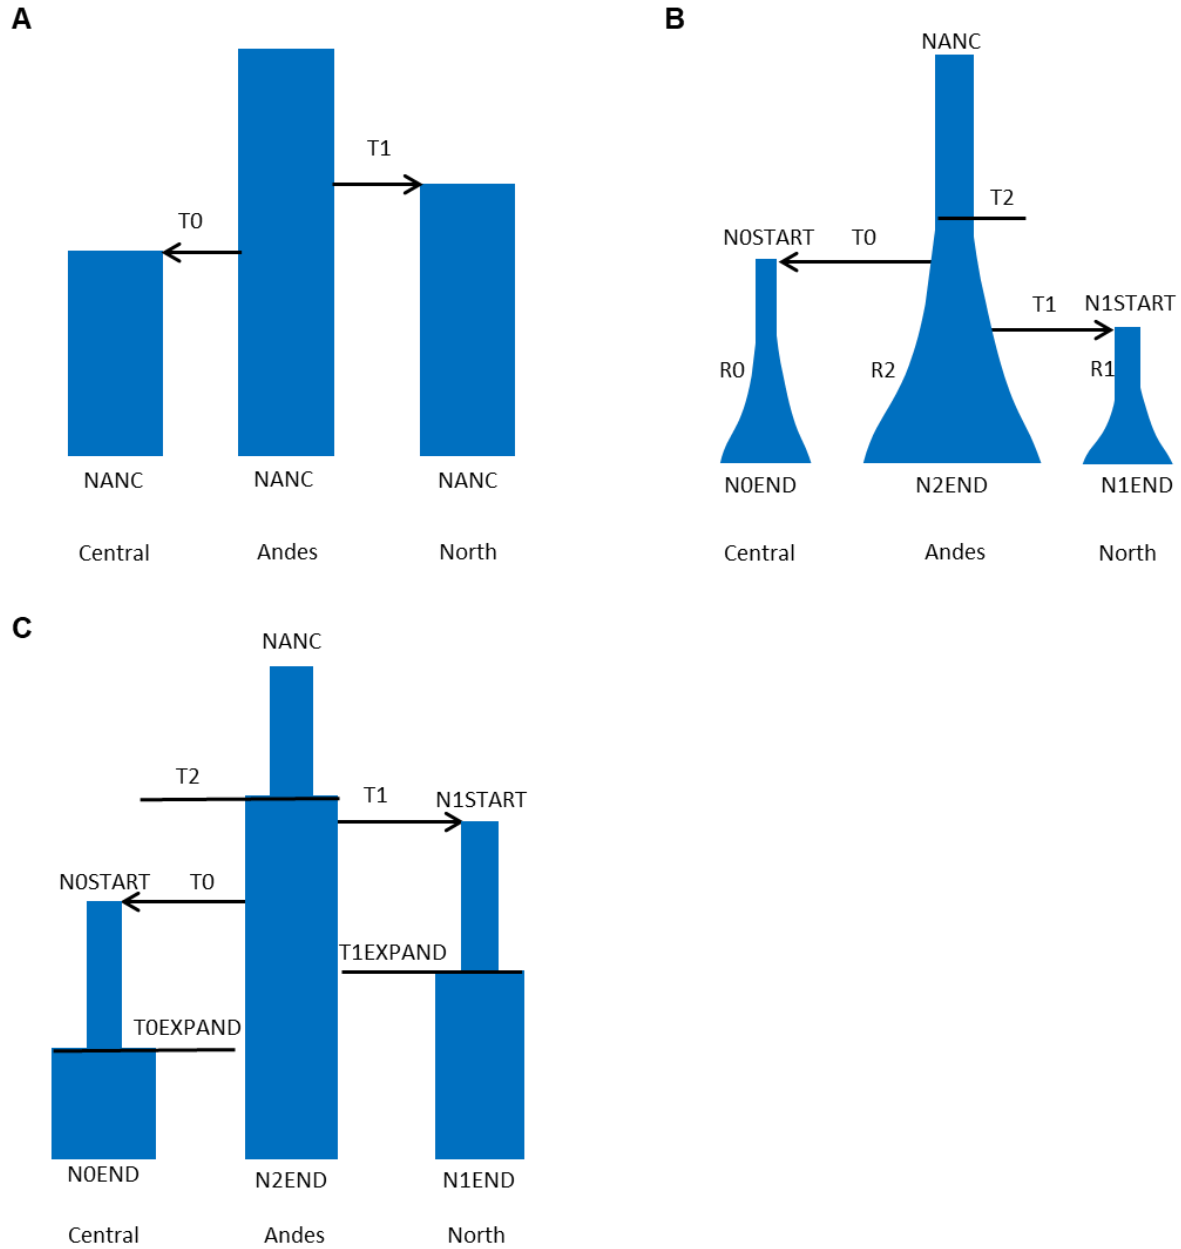 A
T1
T0
NANC
NANC
NANC
Central
Andes
North
B
NANC
T2
N0START
T0
T1
N1START
R0
R2
R1
N0END
N2END
N1END
Central
Andes
North
C
NANC
T2
T1
N1START
N0START
T0
T1EXPAND
T0EXPAND
N0END
N2END
N1END
Central
Andes
North